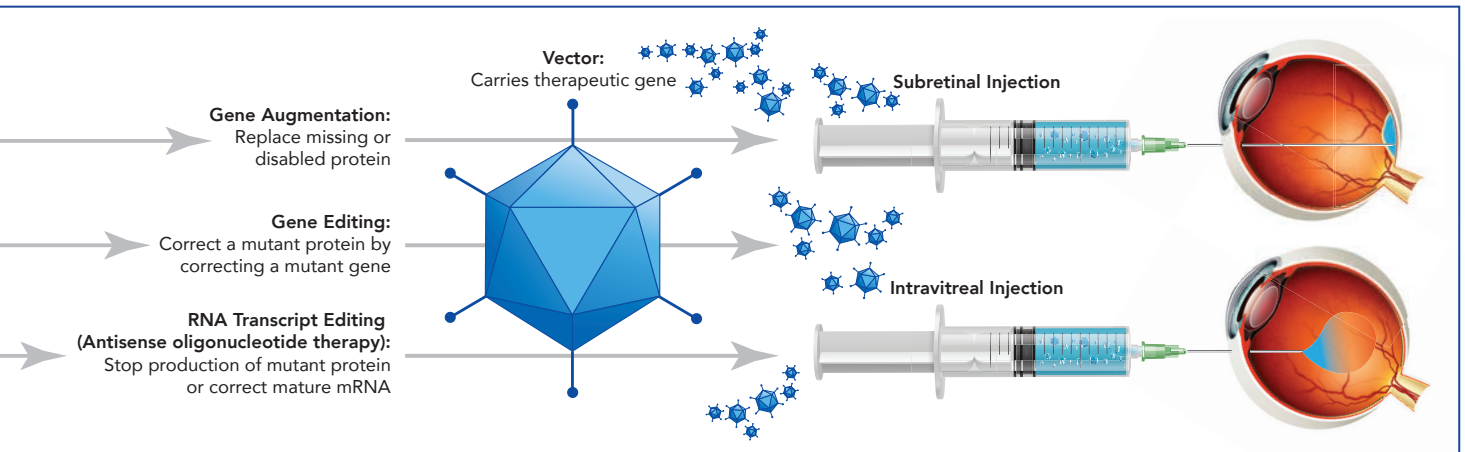 Vector:
Carries therapeutic gene
Gene Augmentation:
Replace missing or
disabled protein
Gene Editing:
Correct a mutant protein by
correcting a mutant gene
RNA Transcript Editing
(Antisense oligonucleotide therapy):
Stop production of mutant protein
or correct mature mRNA
Subretinal Injection
Intravitreal Injection